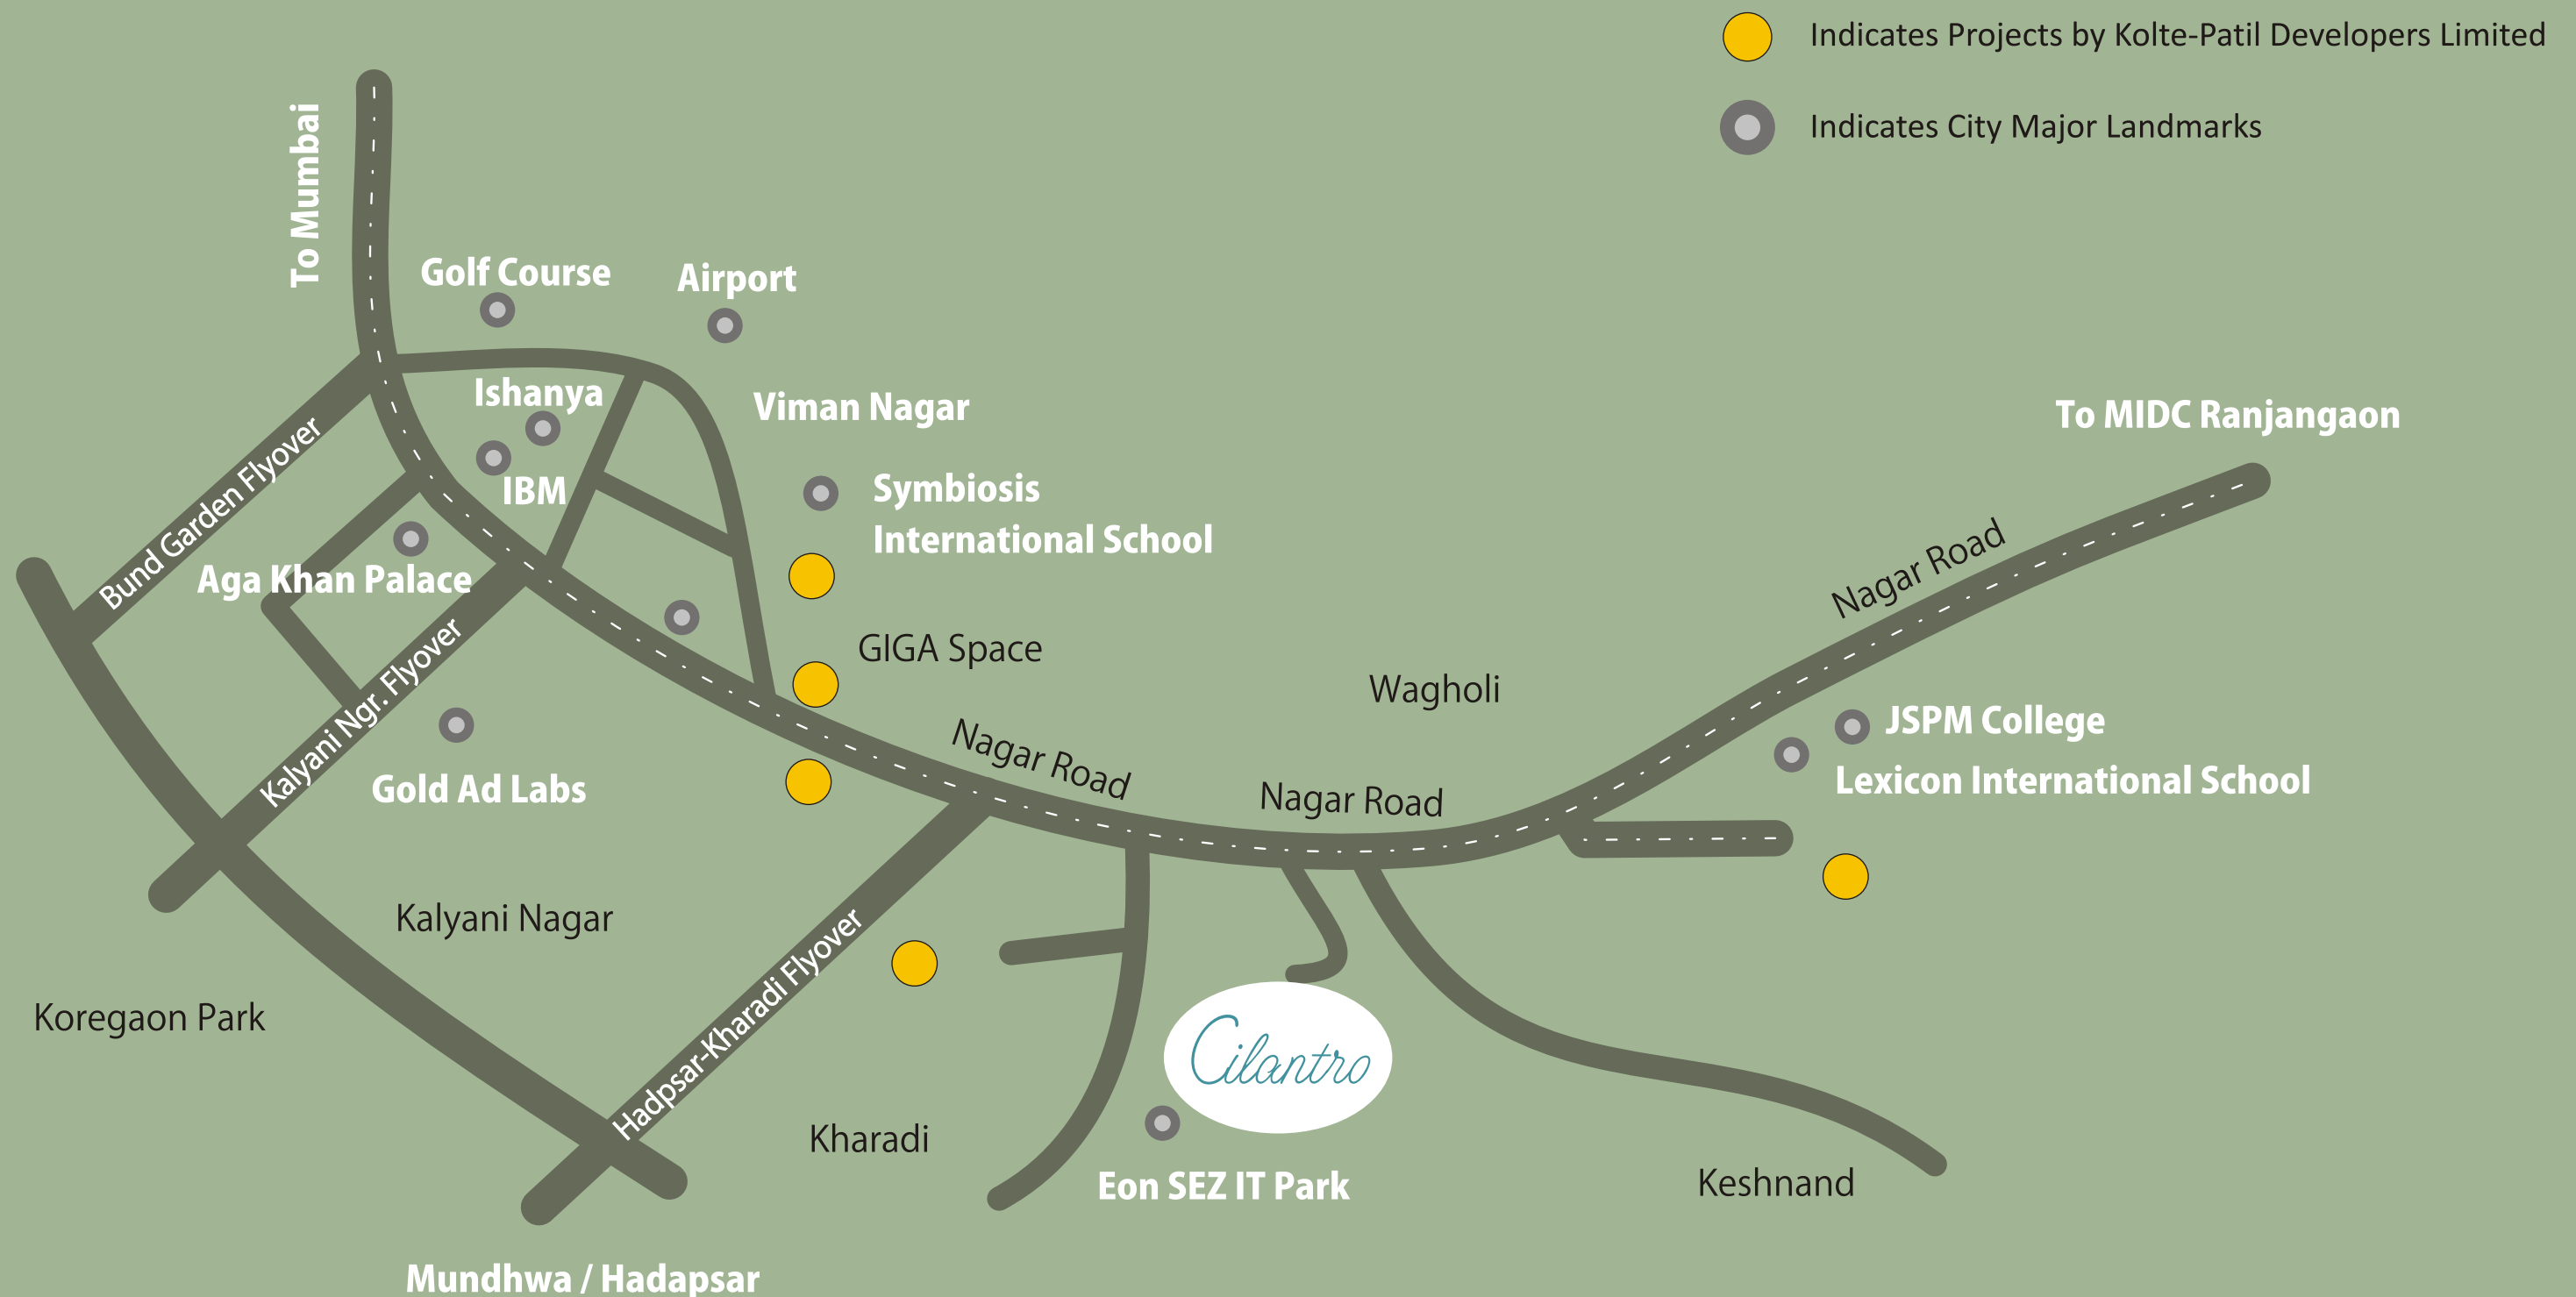 Indicates Projects by Kolte-Patil Developers Limited
Indicates City Major Landmarks
To Mumbai
Golf Course
Airport
Ishanya
Viman Nagar
To MIDC Ranjangaon
IBM
Symbiosis
International School
Bund Garden Flyover
Aga Khan Palace
Nagar Road
GIGA Space
Wagholi
Kalyani Ngr. Flyover
JSPM College
Nagar Road
Gold Ad Labs
Nagar Road
Lexicon International School
Kalyani Nagar
Koregaon Park
Hadpsar-Kharadi Flyover
Cilantro
Kharadi
Eon SEZ IT Park
Keshnand
Mundhwa / Hadapsar